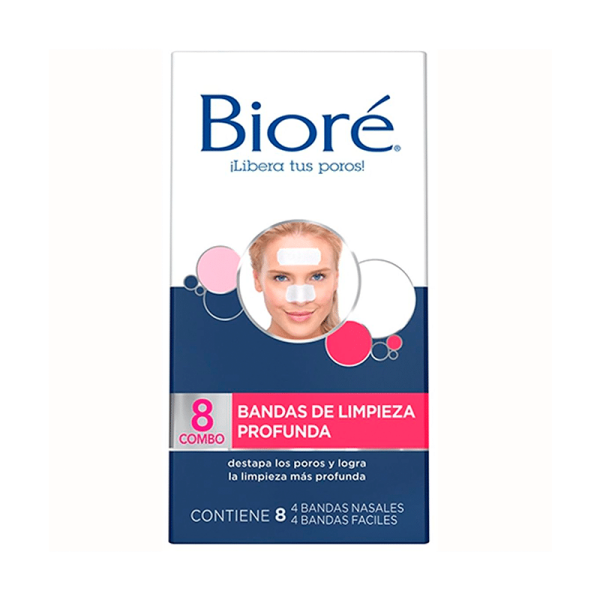 Bioré®
¡Libera tus poros!
8
COMBO
BANDAS DE LIMPIEZA
PROFUNDA
destapa los poros y logra
la limpieza más profunda
CONTIENE 8 4 BANDAS NASALES
4 BANDAS FACILES